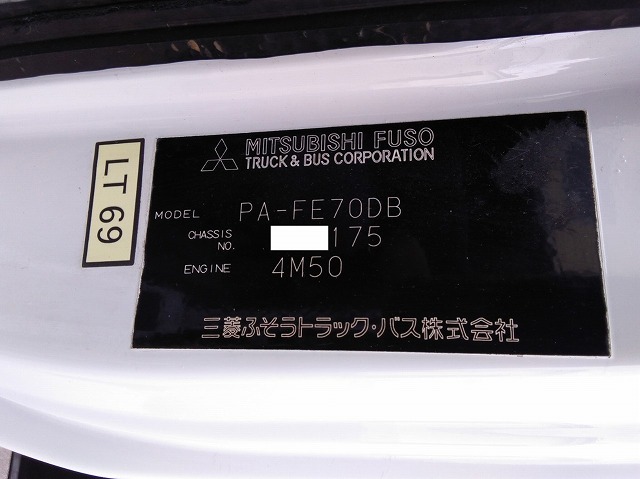 LT 69
MITSUBISHI FUSO
TRUCK & BUS CORPORATION
MODEL PA-FE70DB
CHASSIS NO. 175
ENGINE 4M50
三菱ふそうトラック・バス株式会社